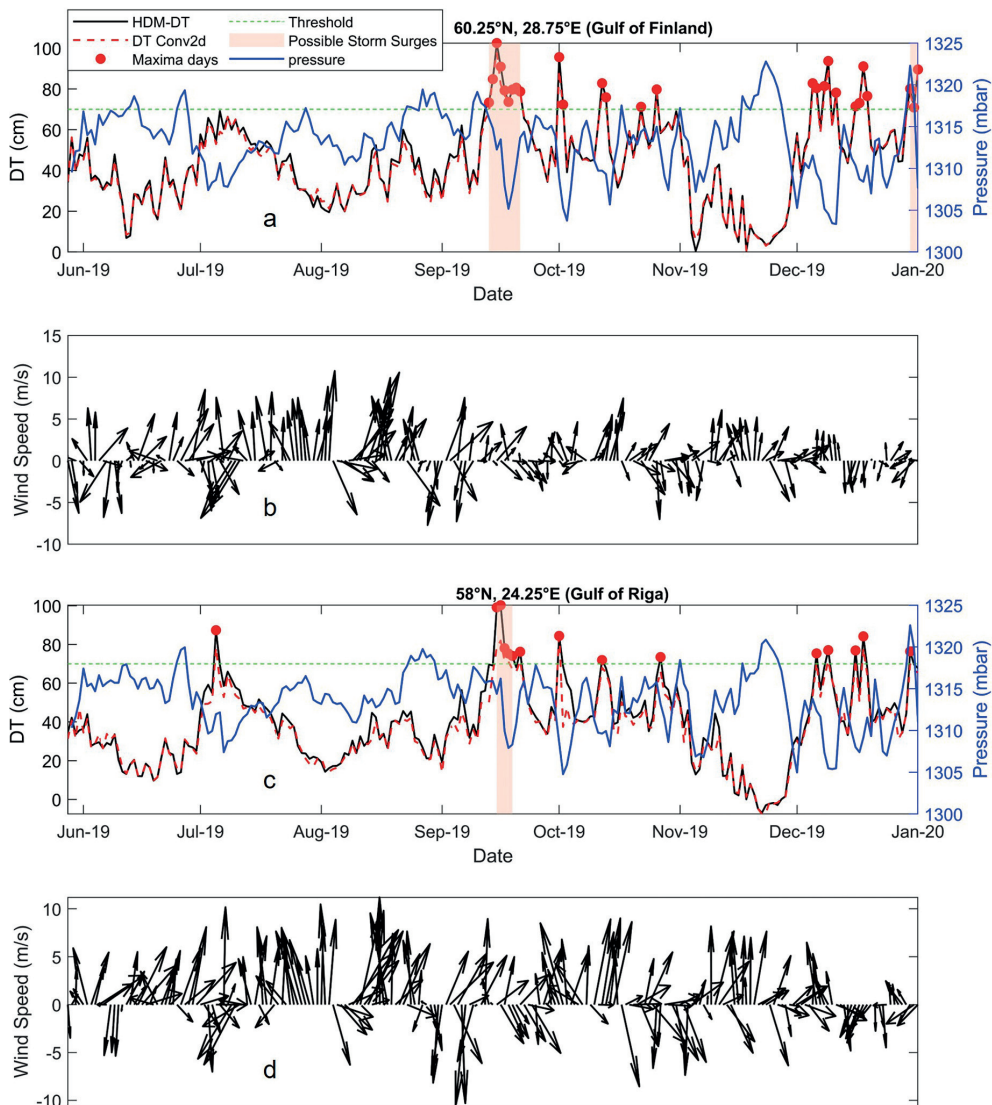 HDM-DT Threshold
DT Conv2d Possible Storm Surges
Maxima days pressure
60.25°N, 28.75°E (Gulf of Finland)
DT (cm)
100
80
60
40
20
0
1325
1320
1315
1310
1305
1300
Pressure (mbar)
a
Jun-19 Jul-19 Aug-19 Sep-19 Oct-19 Nov-19 Dec-19 Jan-20
Date
Wind Speed (m/s)
15
10
5
0
-5
-10
b
58°N, 24.25°E (Gulf of Riga)
DT (cm)
100
80
60
40
20
0
1325
1320
1315
1310
1305
1300
Pressure (mbar)
c
Jun-19 Jul-19 Aug-19 Sep-19 Oct-19 Nov-19 Dec-19 Jan-20
Date
Wind Speed (m/s)
10
5
0
-5
-10
d